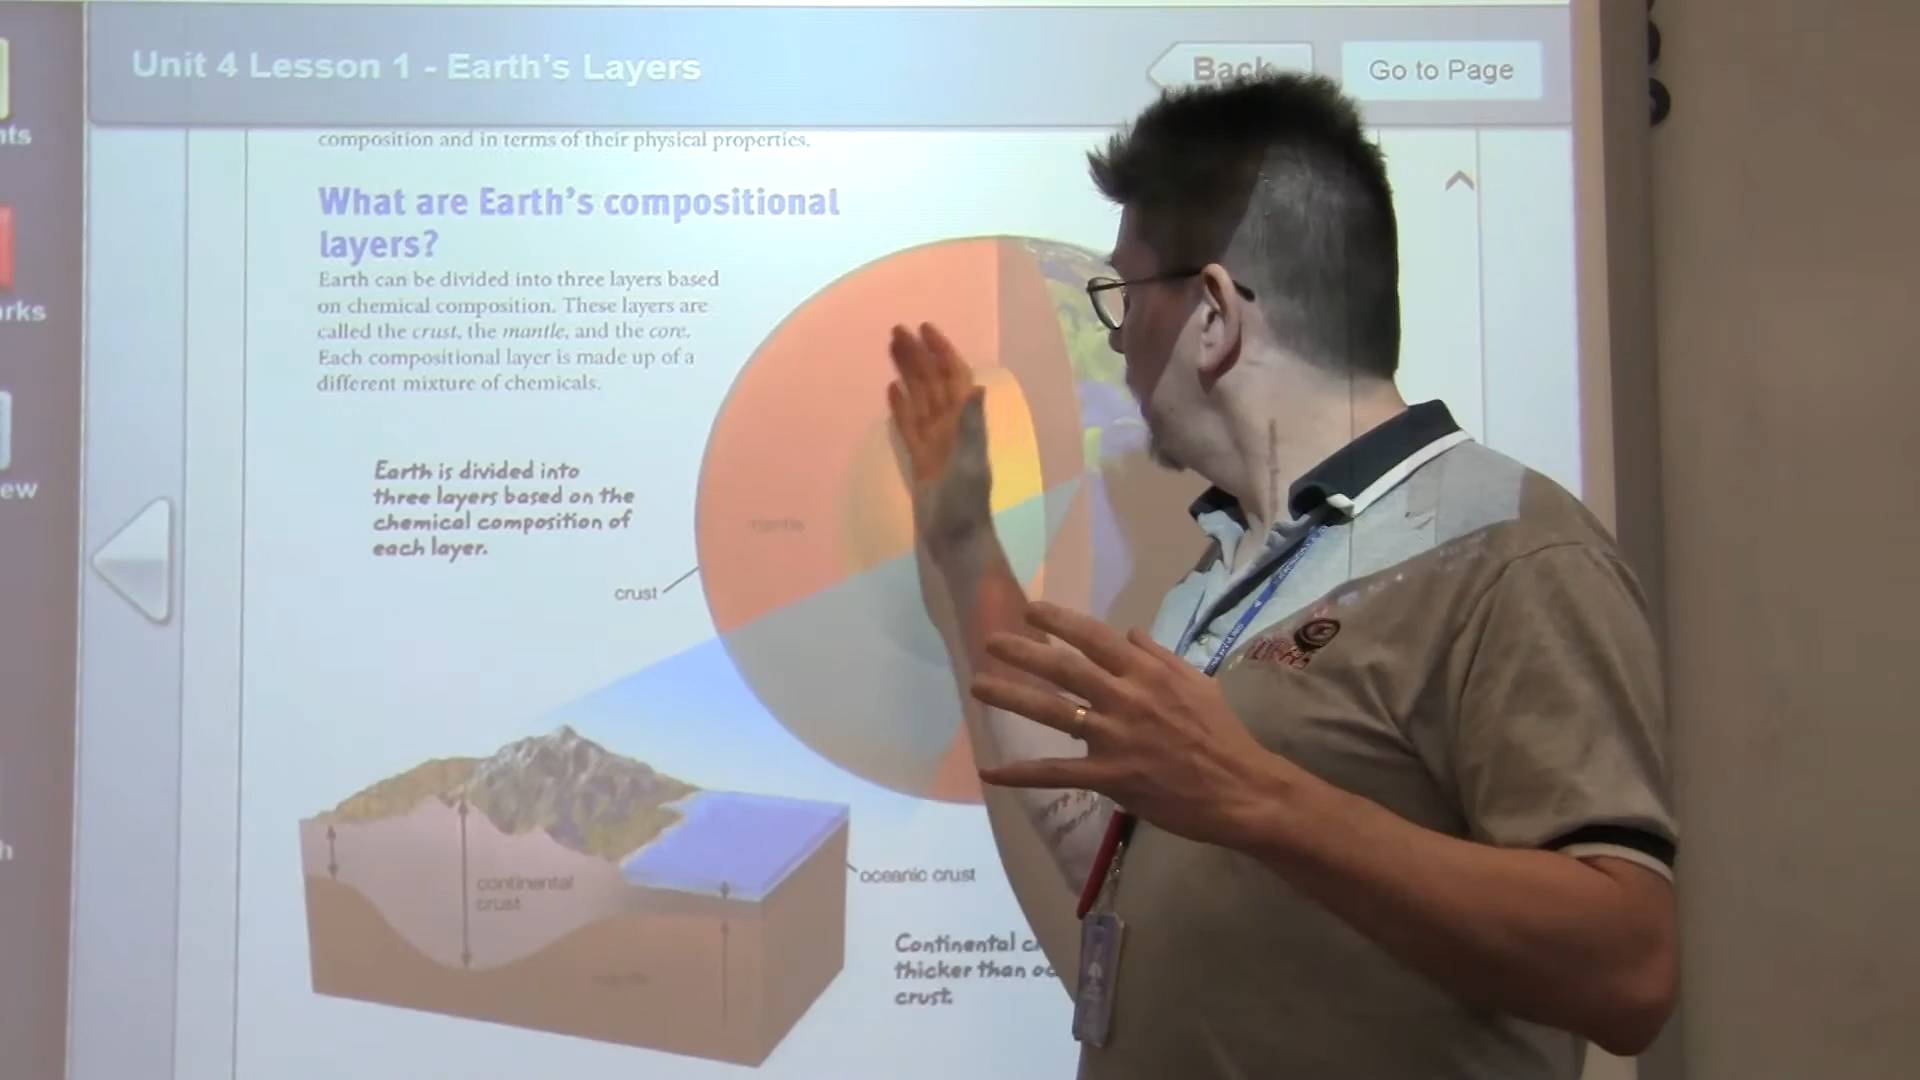 Unit 4 Lesson 1 - Earth's Layers
Back
Go to Page
composition and in terms of their physical properties.
What are Earth's compositional
layers?
Earth can be divided into three layers based
on chemical composition. These layers are
called the crust, the mantle, and the core.
Each compositional layer is made up of a
different mixture of chemicals.
Earth is divided into
three layers based on the
chemical composition of
each layer.
mantle
crust
continental
crust
oceanic crust
mantle
Continental
thicker than
crust.